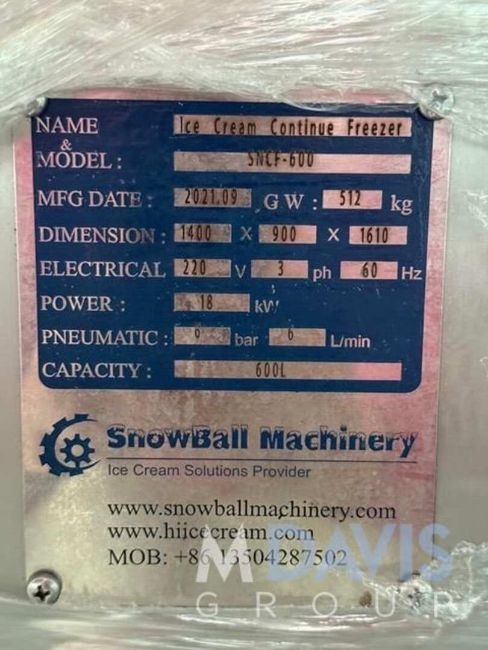 NAME & MODEL : Ice Cream Continue Freezer
SNCF-600
MFG DATE : 2021.09 G W : 512 kg
DIMENSION : 1400 X 900 X 1610
ELECTRICAL 220 V 3 ph 60 Hz
POWER : 18 kW
PNEUMATIC : 6 bar 6 L/min
CAPACITY : 600L
SnowBall Machinery
Ice Cream Solutions Provider
www.snowballmachinery.com
www.hiicecream.com
MOB: +86 13504287502
MDAVIS
GROUP